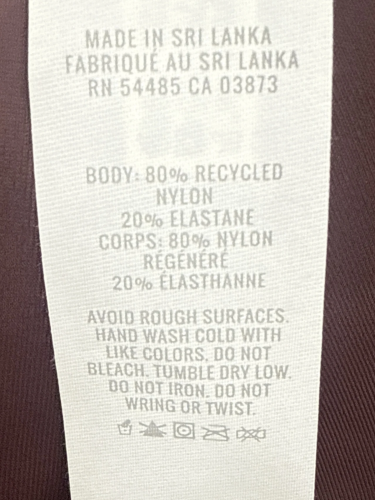 MADE IN SRI LANKA
FABRIQUÉ AU SRI LANKA
RN 54485 CA 03873
BODY: 80% RECYCLED
NYLON
20% ELASTANE
CORPS: 80% NYLON
RÉGÉNÉRÉ
20% ÉLASTHANNE
AVOID ROUGH SURFACES.
HAND WASH COLD WITH
LIKE COLORS. DO NOT
BLEACH. TUMBLE DRY LOW.
DO NOT IRON. DO NOT
WRING OR TWIST.